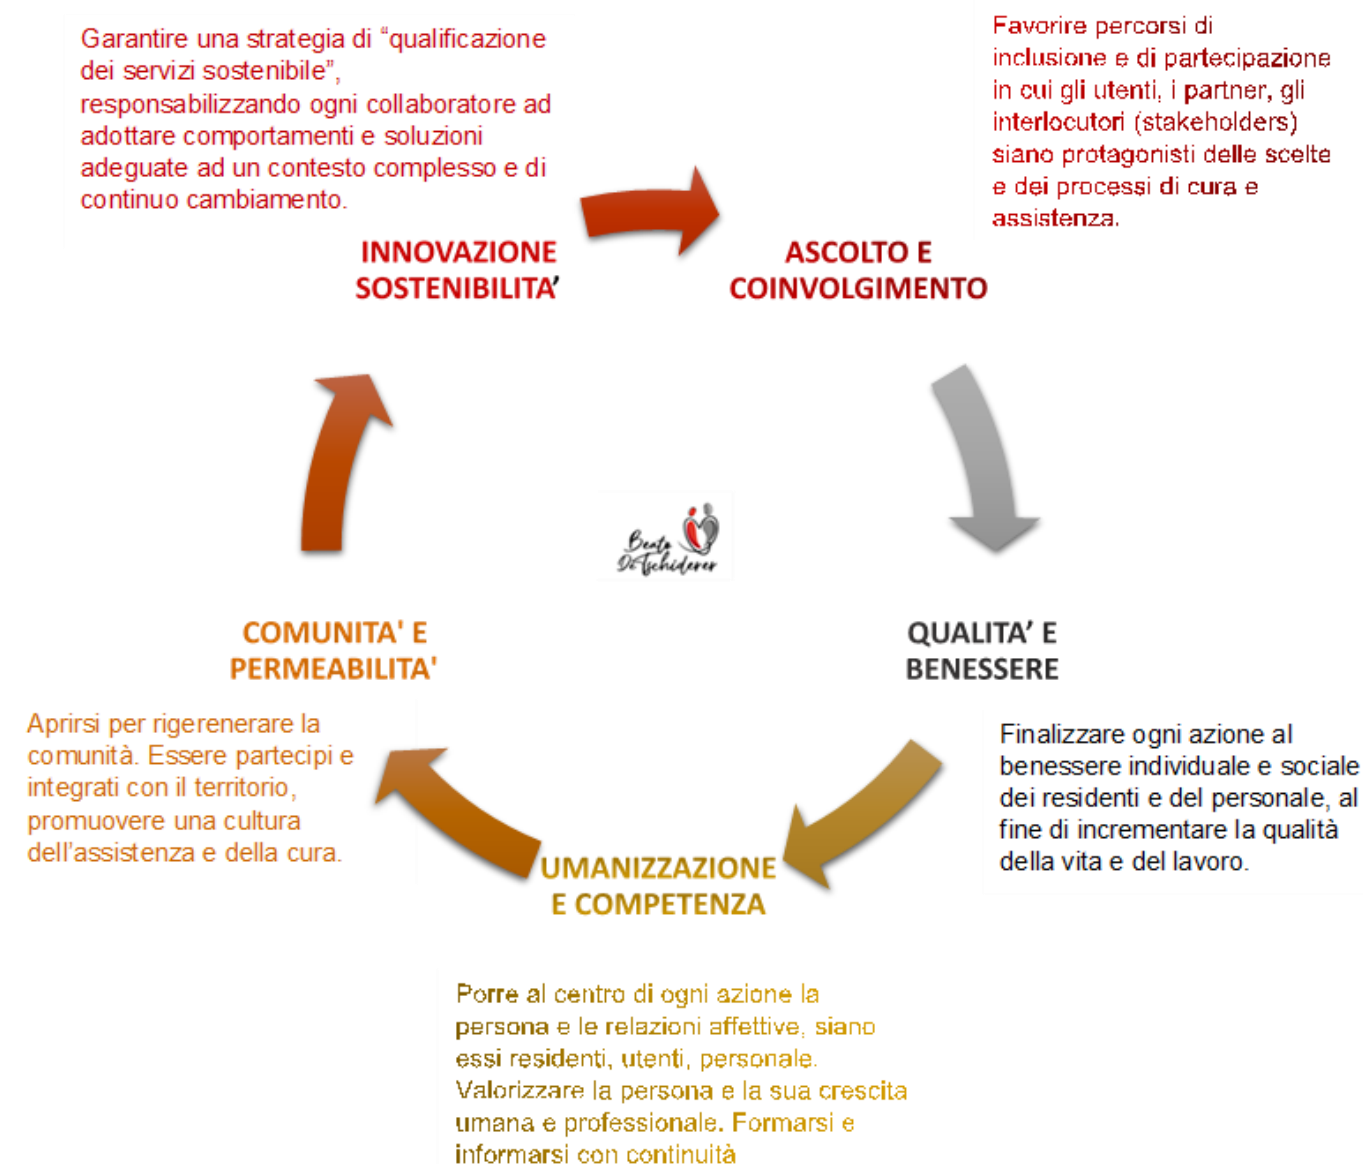 Garantire una strategia di “qualificazione
dei servizi sostenibile”,
responsabilizzando ogni collaboratore ad
adottare comportamenti e soluzioni
adeguate ad un contesto complesso e di
continuo cambiamento.
INNOVAZIONE
SOSTENIBILITA’
Favorire percorsi di
inclusione e di partecipazione
in cui gli utenti, i partner, gli
interlocutori (stakeholders)
siano protagonisti delle scelte
e dei processi di cura e
assistenza.
ASCOLTO E
COINVOLGIMENTO
Beato
De Tschiderer
QUALITA’ E
BENESSERE
Finalizzare ogni azione al
benessere individuale e sociale
dei residenti e del personale, al
fine di incrementare la qualità
della vita e del lavoro.
UMANIZZAZIONE
E COMPETENZA
Porre al centro di ogni azione la
persona e le relazioni affettive, siano
essi residenti, utenti, personale.
Valorizzare la persona e la sua crescita
umana e professionale. Formarsi e
informarsi con continuità
COMUNITA' E
PERMEABILITA'
Aprirsi per rigerenerare la
comunità. Essere partecipi e
integrati con il territorio,
promuovere una cultura
dell’assistenza e della cura.